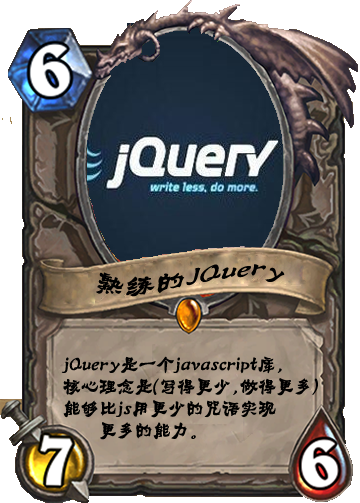 6
jQuery
write less, do more.
熟练的JQuery
jQuery是一个javascript库,
核心理念是(写得更少,做得更多)
能够比js用更少的咒语实现
更多的能力。
7
6